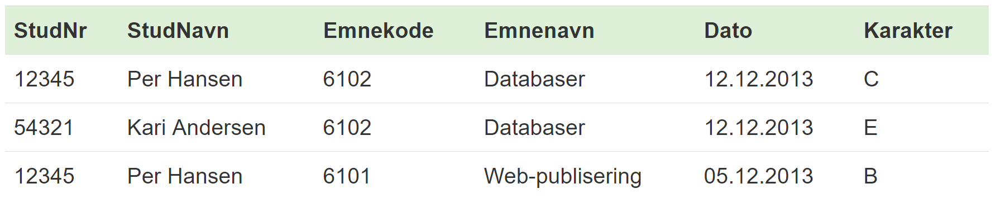 StudNr StudNavn Emnekode Emnenavn Dato Karakter
12345 Per Hansen 6102 Databaser 12.12.2013 C
54321 Kari Andersen 6102 Databaser 12.12.2013 E
12345 Per Hansen 6101 Web-publisering 05.12.2013 B